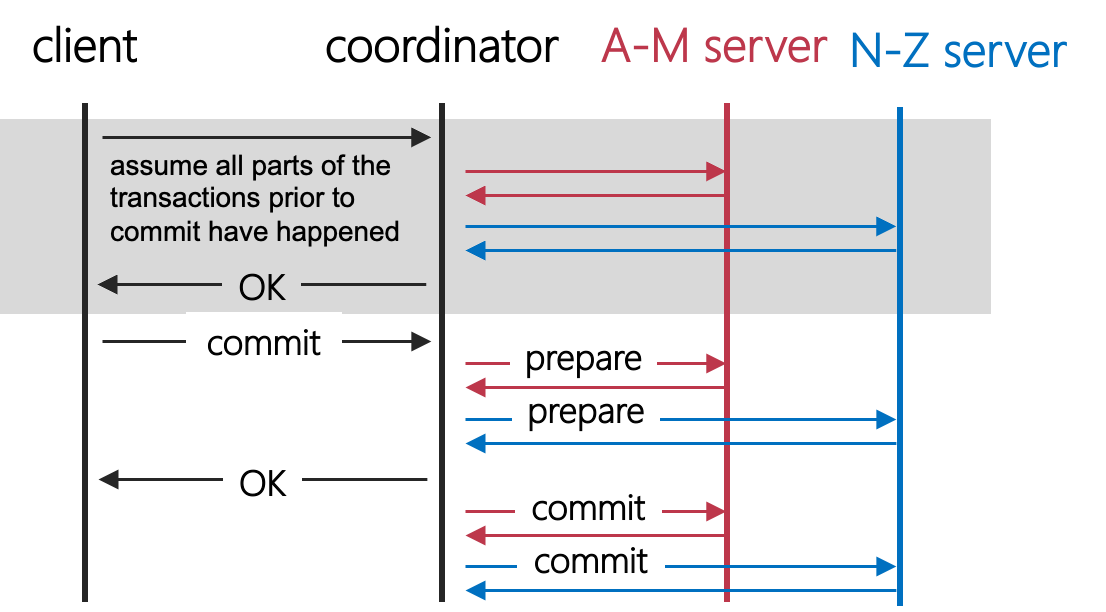 client
coordinator
A-M server
N-Z server
assume all parts of the
transactions prior to
commit have happened
OK
commit
prepare
prepare
OK
commit
commit